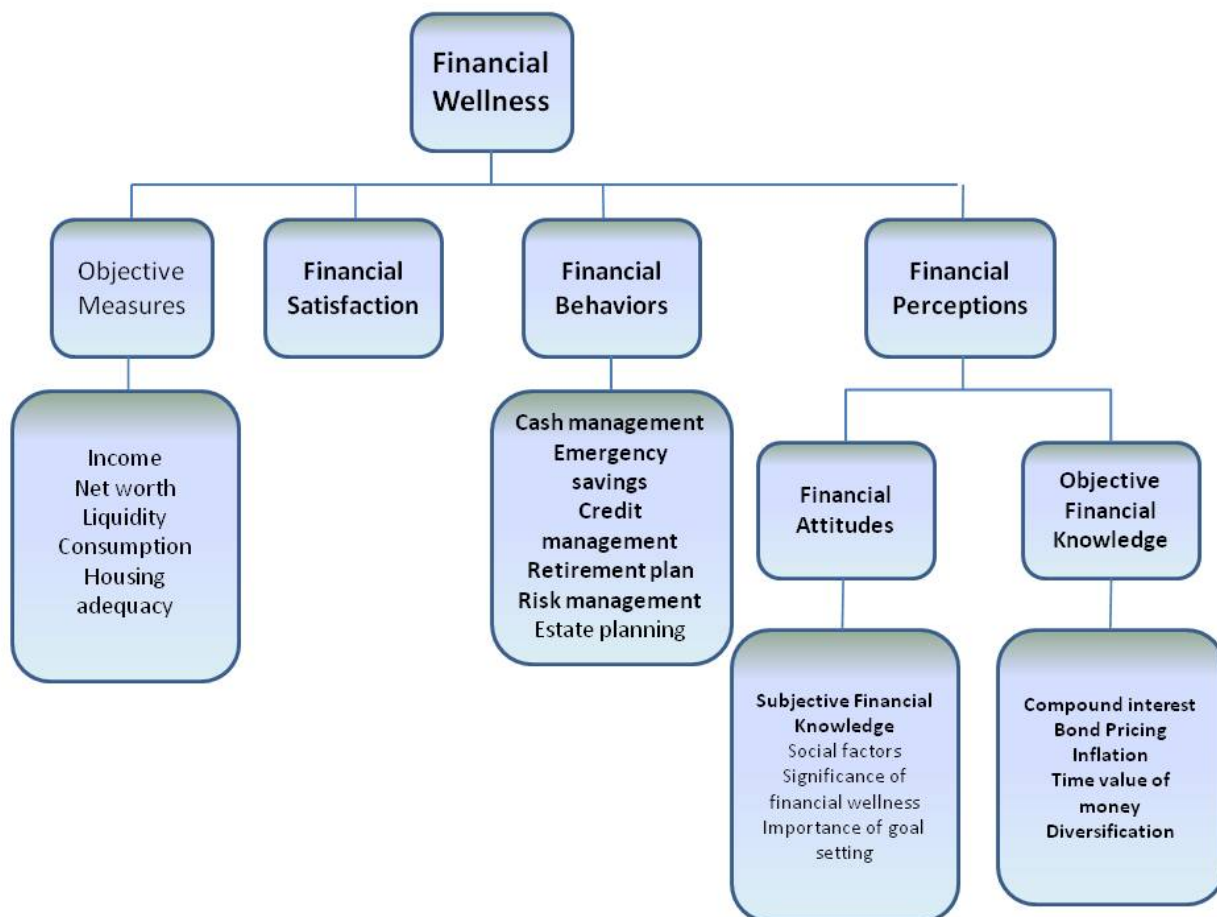 Financial
Wellness
Objective
Measures
Financial
Satisfaction
Financial
Behaviors
Financial
Perceptions
Income
Net worth
Liquidity
Consumption
Housing
adequacy
Cash management
Emergency
savings
Credit
management
Retirement plan
Risk management
Estate planning
Financial
Attitudes
Objective
Financial
Knowledge
Subjective Financial
Knowledge
Social factors
Significance of
financial wellness
Importance of goal
setting
Compound interest
Bond Pricing
Inflation
Time value of
money
Diversification